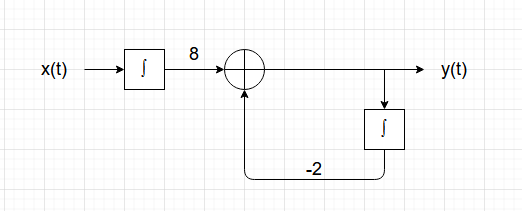 x(t) ∫ 8 y(t)
∫
-2